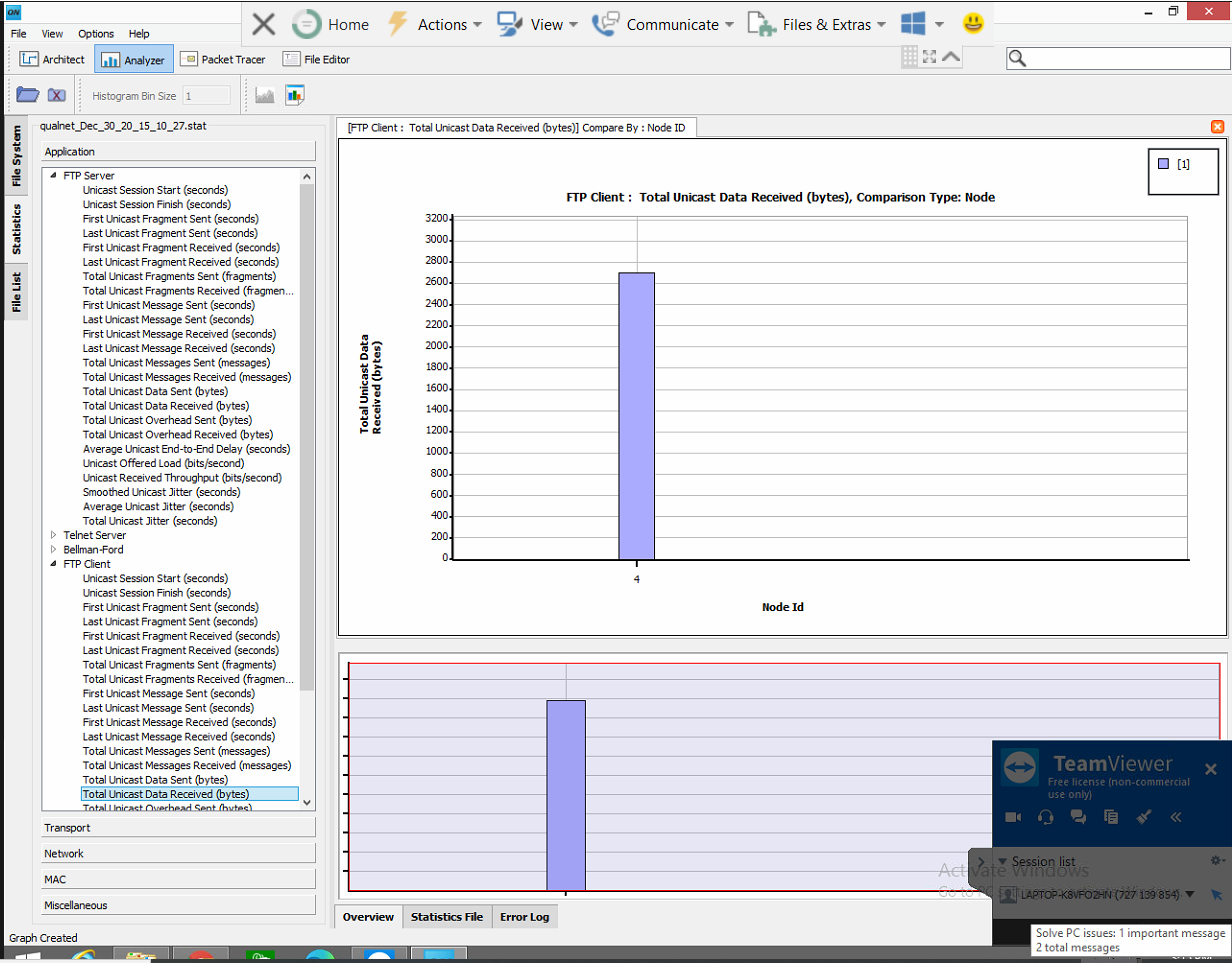 QN
File View Options Help
Home Actions View Communicate Files & Extras
Architect Analyzer Packet Tracer File Editor
Histogram Bin Size 1
File System
Statistics
File List
qualnet_Dec_30_20_15_10_27.stat
Application
FTP Server
Unicast Session Start (seconds)
Unicast Session Finish (seconds)
First Unicast Fragment Sent (seconds)
Last Unicast Fragment Sent (seconds)
First Unicast Fragment Received (seconds)
Last Unicast Fragment Received (seconds)
Total Unicast Fragments Sent (fragments)
Total Unicast Fragments Received (fragmen...
First Unicast Message Sent (seconds)
Last Unicast Message Sent (seconds)
First Unicast Message Received (seconds)
Last Unicast Message Received (seconds)
Total Unicast Messages Sent (messages)
Total Unicast Messages Received (messages)
Total Unicast Data Sent (bytes)
Total Unicast Data Received (bytes)
Total Unicast Overhead Sent (bytes)
Total Unicast Overhead Received (bytes)
Average Unicast End-to-End Delay (seconds)
Unicast Offered Load (bits/second)
Unicast Received Throughput (bits/second)
Smoothed Unicast Jitter (seconds)
Average Unicast Jitter (seconds)
Total Unicast Jitter (seconds)
Telnet Server
Bellman-Ford
FTP Client
Unicast Session Start (seconds)
Unicast Session Finish (seconds)
First Unicast Fragment Sent (seconds)
Last Unicast Fragment Sent (seconds)
First Unicast Fragment Received (seconds)
Last Unicast Fragment Received (seconds)
Total Unicast Fragments Sent (fragments)
Total Unicast Fragments Received (fragmen...
First Unicast Message Sent (seconds)
Last Unicast Message Sent (seconds)
First Unicast Message Received (seconds)
Last Unicast Message Received (seconds)
Total Unicast Messages Sent (messages)
Total Unicast Messages Received (messages)
Total Unicast Data Sent (bytes)
Total Unicast Data Received (bytes)
Total Unicast Overhead Sent (bytes)
Transport
Network
MAC
Miscellaneous
Graph Created
[FTP Client : Total Unicast Data Received (bytes)] Compare By : Node ID
[1]
FTP Client : Total Unicast Data Received (bytes), Comparison Type: Node
3200
3000
2800
2600
2400
2200
2000
1800
1600
1400
1200
1000
800
600
400
200
0
Total Unicast Data
Received (bytes)
4
Node Id
Overview Statistics File Error Log
TeamViewer
Free license (non-commercial
use only)
Session list
Activate Windows
Go to PC
LAPTOP-K8VFO2HN (727 139 854)
Solve PC issues: 1 important message
2 total messages